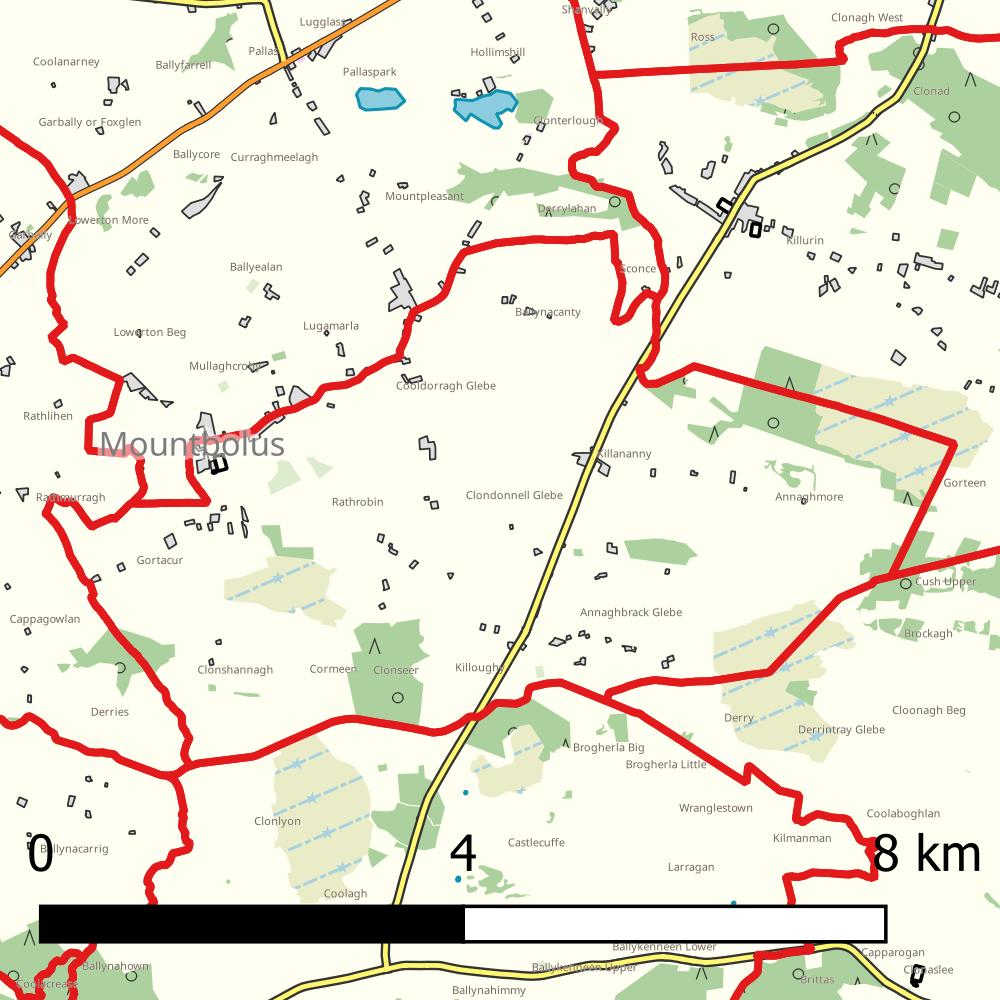 Shanvally
Clonagh West
Lugglass
Ross
Pallas
Hollimshill
Coolanarney
Ballyfarrell
Pallaspark
Clonad
Garbally or Foxglen
Clonterlough
Ballycore
Curraghmeelagh
Mountpleasant
Derrylahan
Lowerton More
Garbally
Killurin
Ballyealan
Sconce
Ballynacanty
Lowerton Beg
Lugamarla
Mullaghcrohy
Cooldorragh Glebe
Rathlihen
Mountbolus
Killananny
Gorteen
Rathmurragh
Rathrobin
Clondonnell Glebe
Annaghmore
Gortacur
Cush Upper
Cappagowlan
Annaghbrack Glebe
Brockagh
Clonshannagh
Cormeen
Clonseer
Killoughy
Derries
Derry
Cloonagh Beg
Derrintray Glebe
Brogherla Big
Brogherla Little
Wranglestown
Coolaboghlan
Clonlyon
Kilmanman
Castlecuffe
Ballynacarrig
0 4 8 km
Larragan
Coolagh
Ballykenneen Lower
Capparogan
Ballynahown
Ballykenneen Upper
Clonaslee
Coolacrease
Brittas
Ballynahimmy